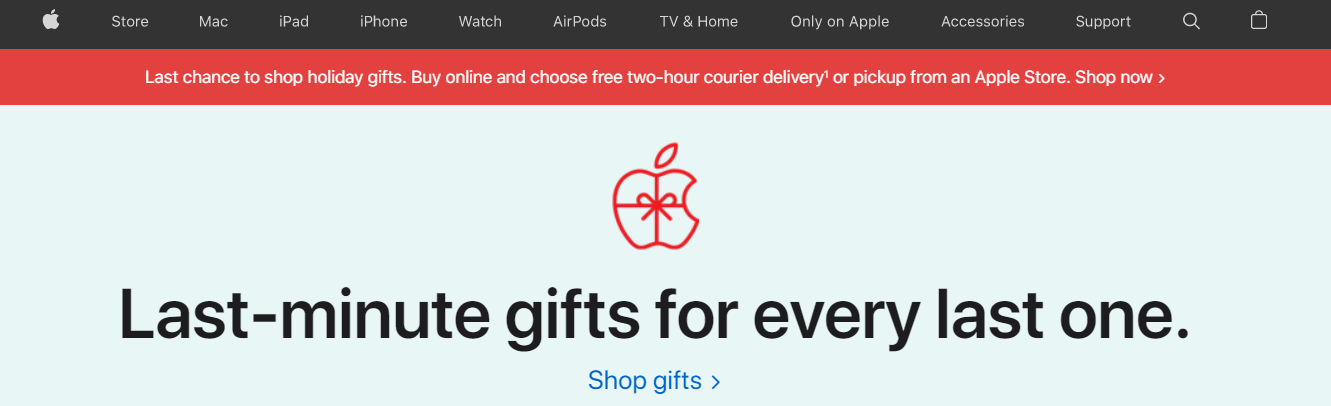 Store Mac iPad iPhone Watch AirPods TV & Home Only on Apple Accessories Support
Last chance to shop holiday gifts. Buy online and choose free two-hour courier delivery¹ or pickup from an Apple Store. Shop now >
Last-minute gifts for every last one.
Shop gifts >